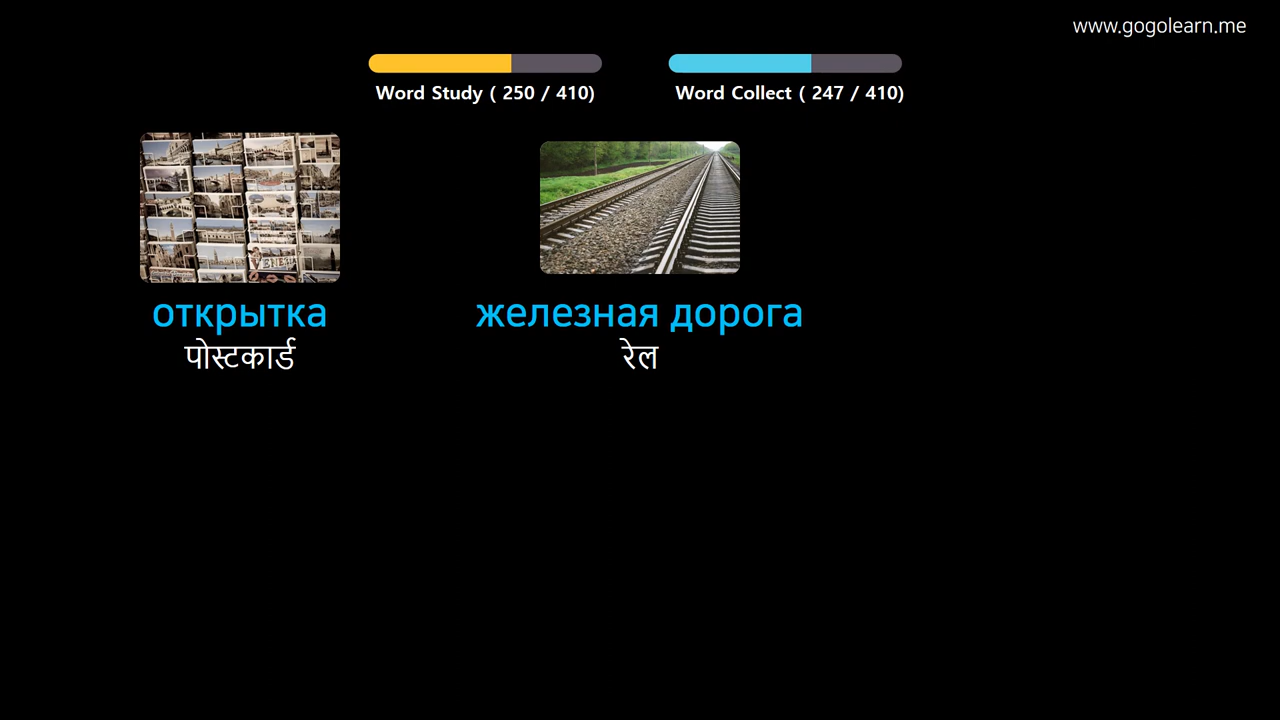 www.gogolearn.me
Word Study ( 250 / 410)
Word Collect ( 247 / 410)
открытка
железная дорога
पोस्टकार्ड
रेल